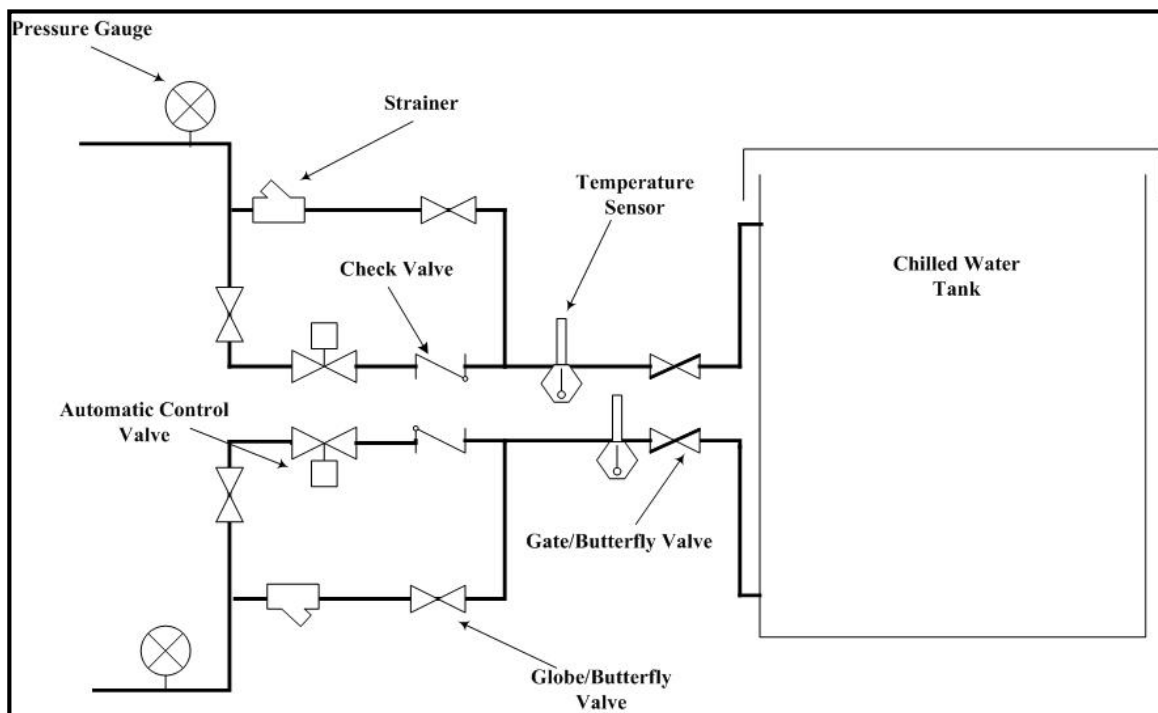 Pressure Gauge
Strainer
Temperature
Sensor
Check Valve
Chilled Water
Tank
Automatic Control
Valve
Gate/Butterfly Valve
Globe/Butterfly
Valve